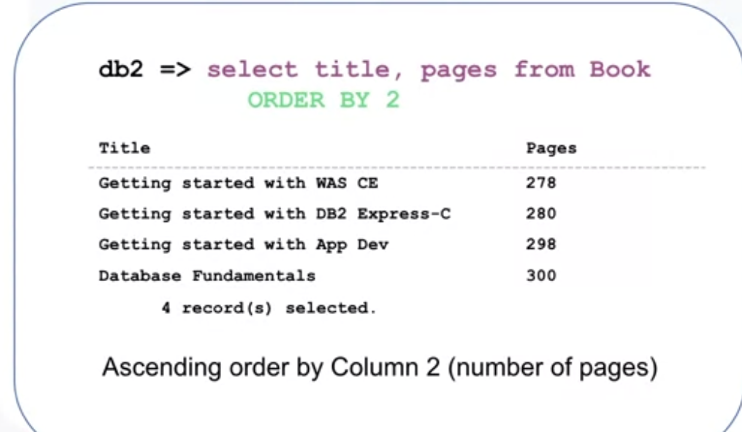 db2 => select title, pages from Book
ORDER BY 2
Title Pages
Getting started with WAS CE 278
Getting started with DB2 Express-C 280
Getting started with App Dev 298
Database Fundamentals 300
4 record(s) selected.
Ascending order by Column 2 (number of pages)